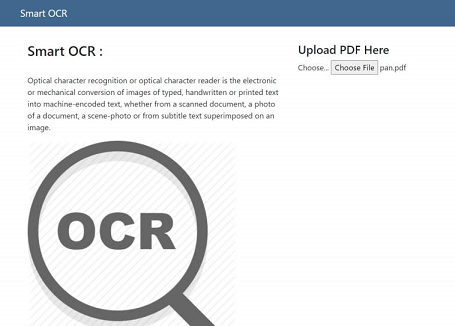 Smart OCR
Smart OCR :
Optical character recognition or optical character reader is the electronic
or mechanical conversion of images of typed, handwritten or printed text
into machine-encoded text, whether from a scanned document, a photo
of a document, a scene-photo or from subtitle text superimposed on an
image.
OCR
Upload PDF Here
Choose... Choose File pan.pdf